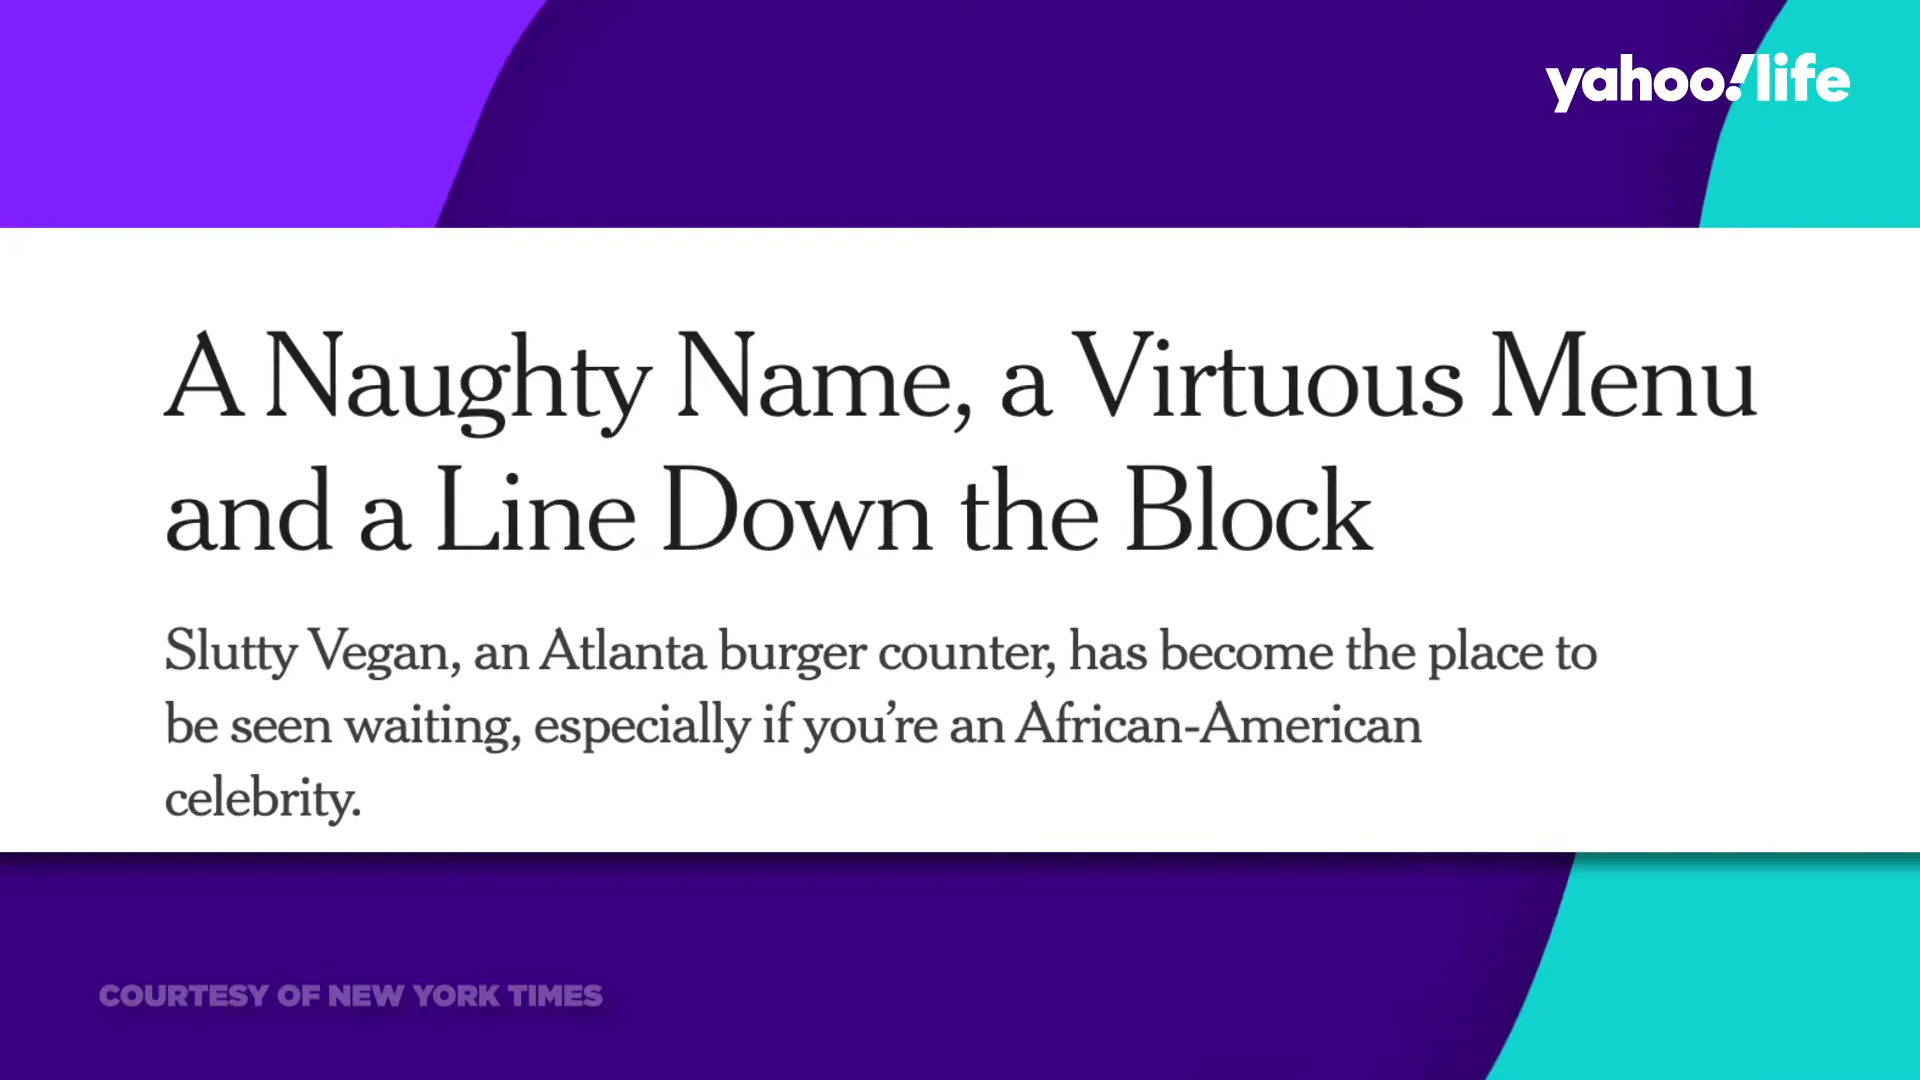 yahoo!life
A Naughty Name, a Virtuous Menu
and a Line Down the Block
Slutty Vegan, an Atlanta burger counter, has become the place to
be seen waiting, especially if you’re an African-American
celebrity.
COURTESY OF NEW YORK TIMES